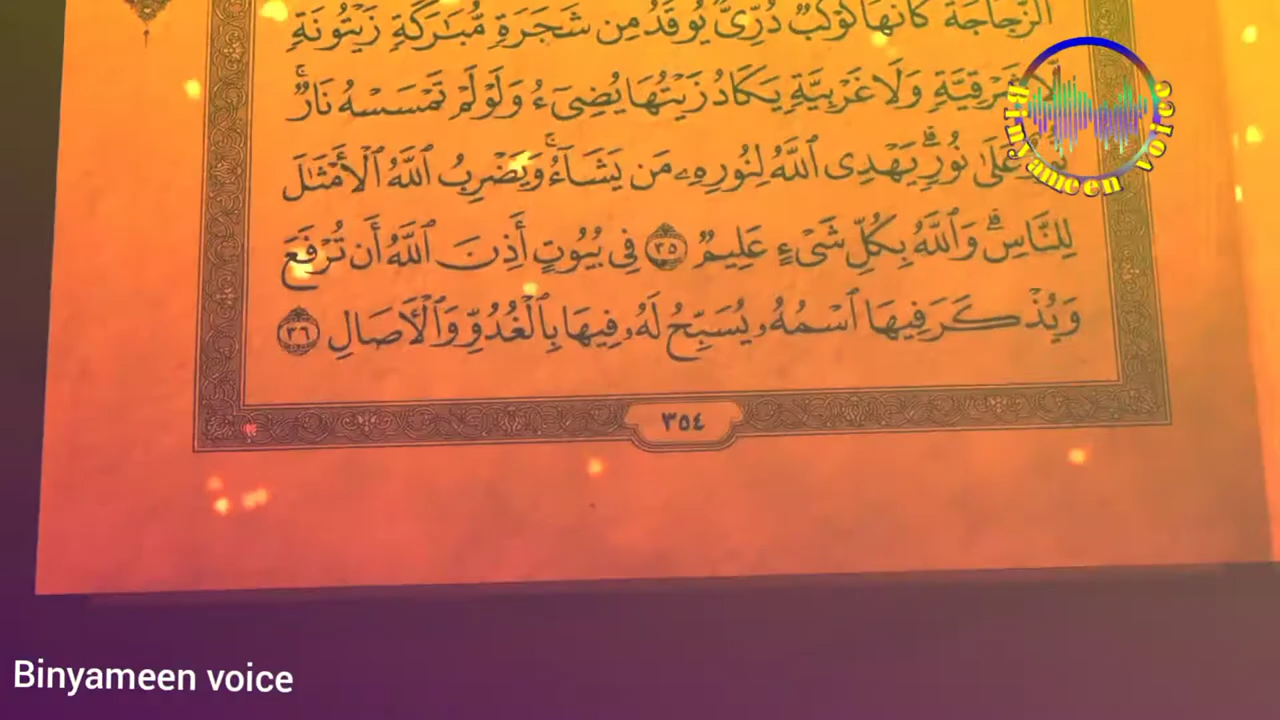 ٱلزُّجَاجَةُ كَأَنَّهَا كَوْكَبٌ دُرِّىٌّ يُوقَدُ مِن شَجَرَةٍ مُّبَٰرَكَةٍ زَيْتُونَةٍ
لَّا شَرْقِيَّةٍ وَلَا غَرْبِيَّةٍ يَكَادُ زَيْتُهَا يُضِىٓءُ وَلَوْ لَمْ تَمْسَسْهُ نَارٌ ۚ
نُّورٌ عَلَىٰ نُورٍ ۗ يَهْدِى ٱللَّهُ لِنُورِهِۦ مَن يَشَآءُ ۚ وَيَضْرِبُ ٱللَّهُ ٱلْأَمْثَٰلَ
لِلنَّاسِ ۗ وَٱللَّهُ بِكُلِّ شَىْءٍ عَلِيمٌ ٣٥ فِى بُيُوتٍ أَذِنَ ٱللَّهُ أَن تُرْفَعَ
وَيُذْكَرَ فِيهَا ٱسْمُهُۥ يُسَبِّحُ لَهُۥ فِيهَا بِٱلْغُدُوِّ وَٱلْءَاصَالِ ٣٦
٣٥٤
Binyameen voice
Binyameen voice